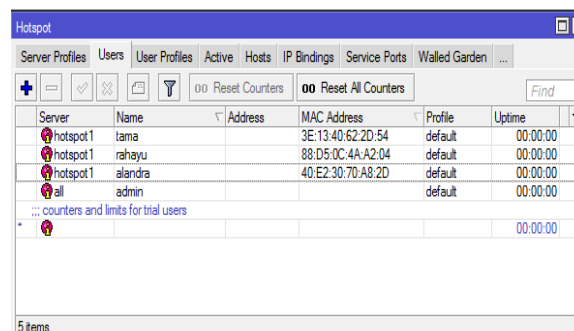 Hotspot
Server Profiles Users User Profiles Active Hosts IP Bindings Service Ports Walled Garden ...
00 Reset Counters 00 Reset All Counters Find
Server Name Address MAC Address Profile Uptime
hotspot1 tama 3E:13:40:62:2D:54 default 00:00:00
hotspot1 rahayu 88:D5:0C:4A:A2:04 default 00:00:00
hotspot1 alandra 40:E2:30:70:A8:2D default 00:00:00
all admin default 00:00:00
;;; counters and limits for trial users
* 00:00:00
5 items